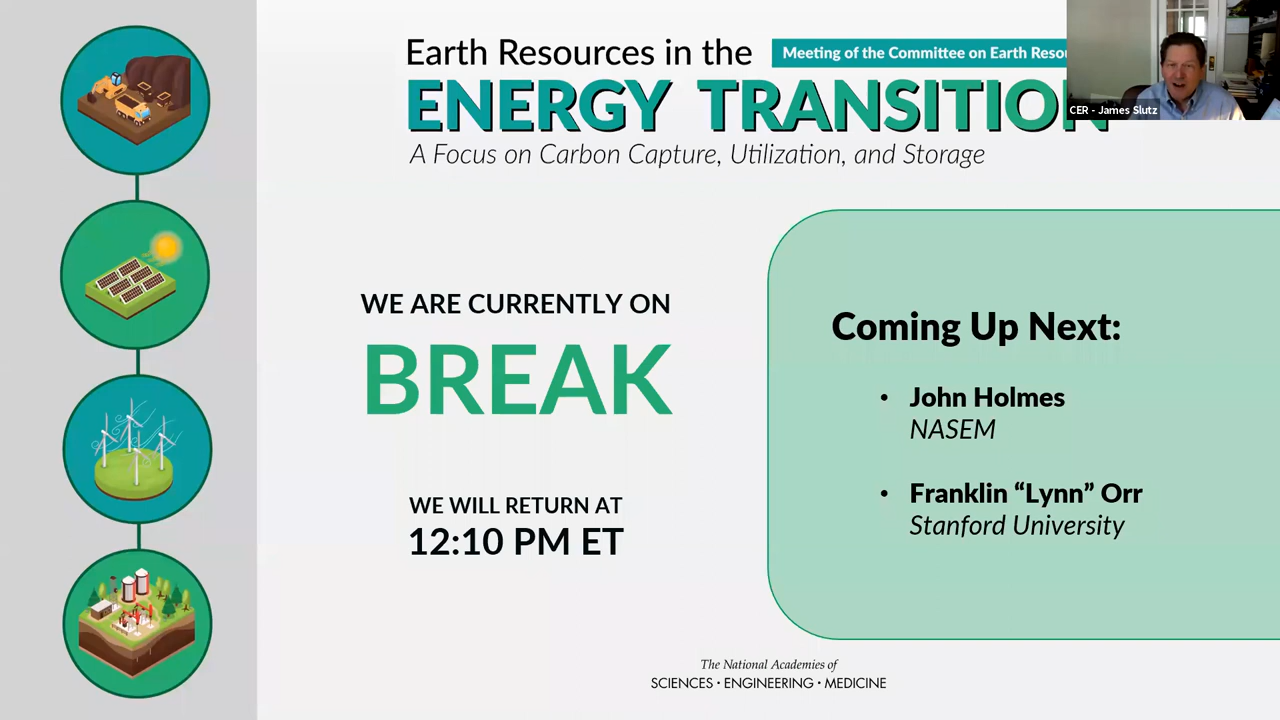 Earth Resources in the
Meeting of the Committee on Earth
ENERGY TRANSITION
A Focus on Carbon Capture, Utilization, and Storage
CER - James Slutz
WE ARE CURRENTLY ON
BREAK
WE WILL RETURN AT
12:10 PM ET
Coming Up Next:
• John Holmes
NASEM
• Franklin “Lynn” Orr
Stanford University
The National Academies of
SCIENCES · ENGINEERING · MEDICINE